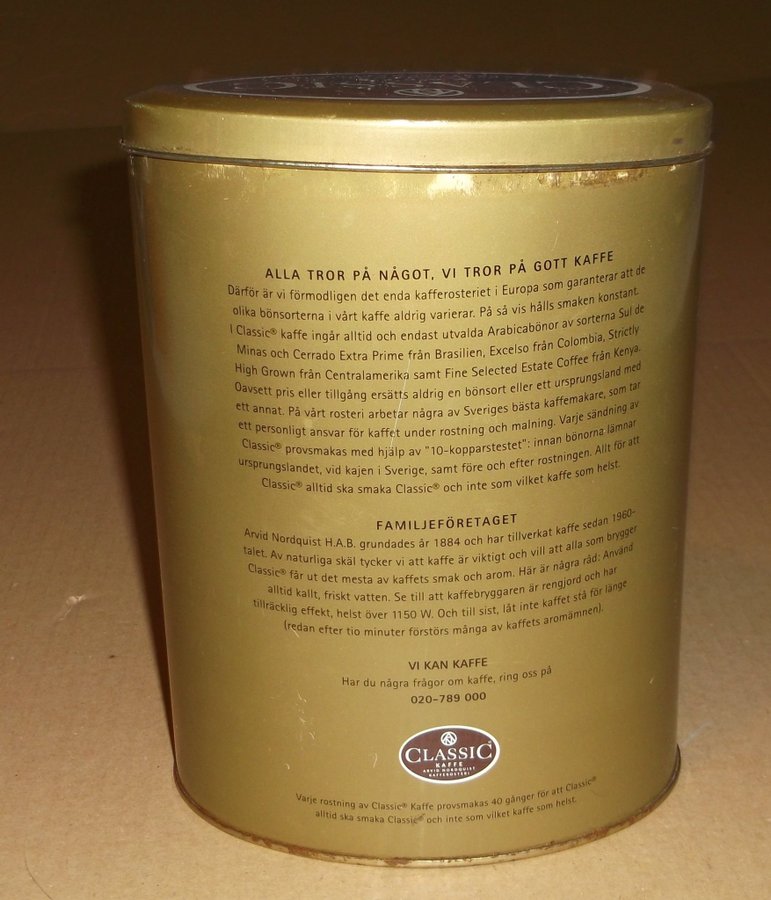 CLASSIC
ALLA TROR PÅ NÅGOT, VI TROR PÅ GOTT KAFFE
Därför är vi förmodligen det enda kafferosteriet i Europa som garanterar att de
olika bönsorterna i vårt kaffe aldrig varierar. På så vis hålls smaken konstant.
I Classic® kaffe ingår alltid och endast utvalda Arabicabönor av sorterna Sul de
Minas och Cerrado Extra Prime från Brasilien, Excelso från Colombia, Strictly
High Grown från Centralamerika samt Fine Selected Estate Coffee från Kenya.
Oavsett pris eller tillgång ersätts aldrig en bönsort eller ett ursprungsland med
ett annat. På vårt rosteri arbetar några av Sveriges bästa kaffemakare, som tar
ett personligt ansvar för kaffet under rostning och malning. Varje sändning av
Classic® provsmakas med hjälp av "10-kopparstestet": innan bönorna lämnar
ursprungslandet, vid kajen i Sverige, samt före och efter rostningen. Allt för att
Classic® alltid ska smaka Classic® och inte som vilket kaffe som helst.
FAMILJEFÖRETAGET
Arvid Nordquist H.A.B. grundades år 1884 och har tillverkat kaffe sedan 1960-
talet. Av naturliga skäl tycker vi att kaffe är viktigt och vill att alla som brygger
Classic® får ut det mesta av kaffets smak och arom. Här är några råd: Använd
alltid kallt, friskt vatten. Se till att kaffebryggaren är rengjord och har
tillräcklig effekt, helst över 1150 W. Och till sist, låt inte kaffet stå för länge
(redan efter tio minuter förstörs många av kaffets aromämnen).
VI KAN KAFFE
Har du några frågor om kaffe, ring oss på
020-789 000
CLASSIC
KAFFE
ARVID NORDQUIST
KAFFEROSTERI
Varje rostning av Classic® Kaffe provsmakas 40 gånger för att Classic®
alltid ska smaka Classic® och inte som vilket kaffe som helst.